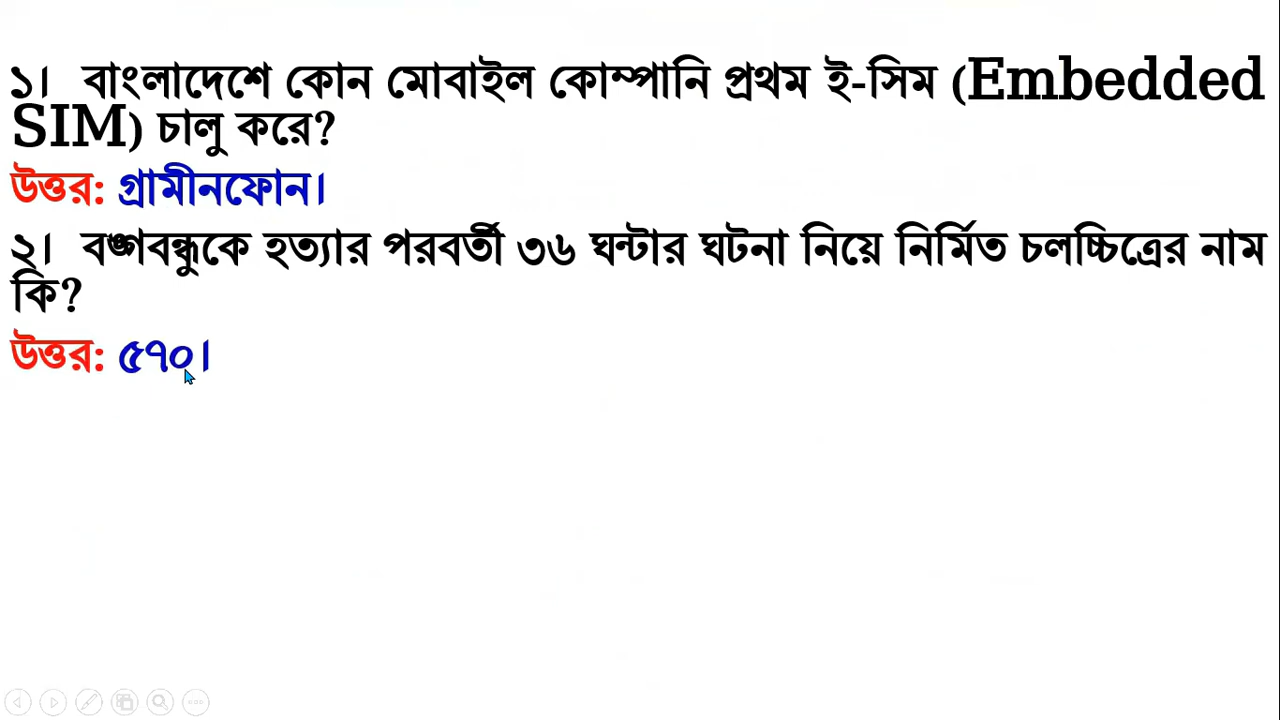 ১। বাংলাদেশে কোন মোবাইল কোম্পানি প্রথম ই-সিম (Embedded
SIM) চালু করে?
উত্তর: গ্রামীনফোন।
২। বঙ্গবন্ধুকে হত্যার পরবর্তী ৩৬ ঘন্টার ঘটনা নিয়ে নির্মিত চলচ্চিত্রের নাম
কি?
উত্তর: ৫৭০।